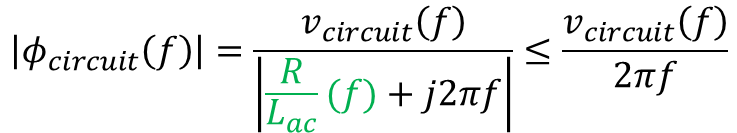 |ϕ_circuit(f)| = v_circuit(f) / |R/L_ac (f) + j2πf| ≤ v_circuit(f) / 2πf